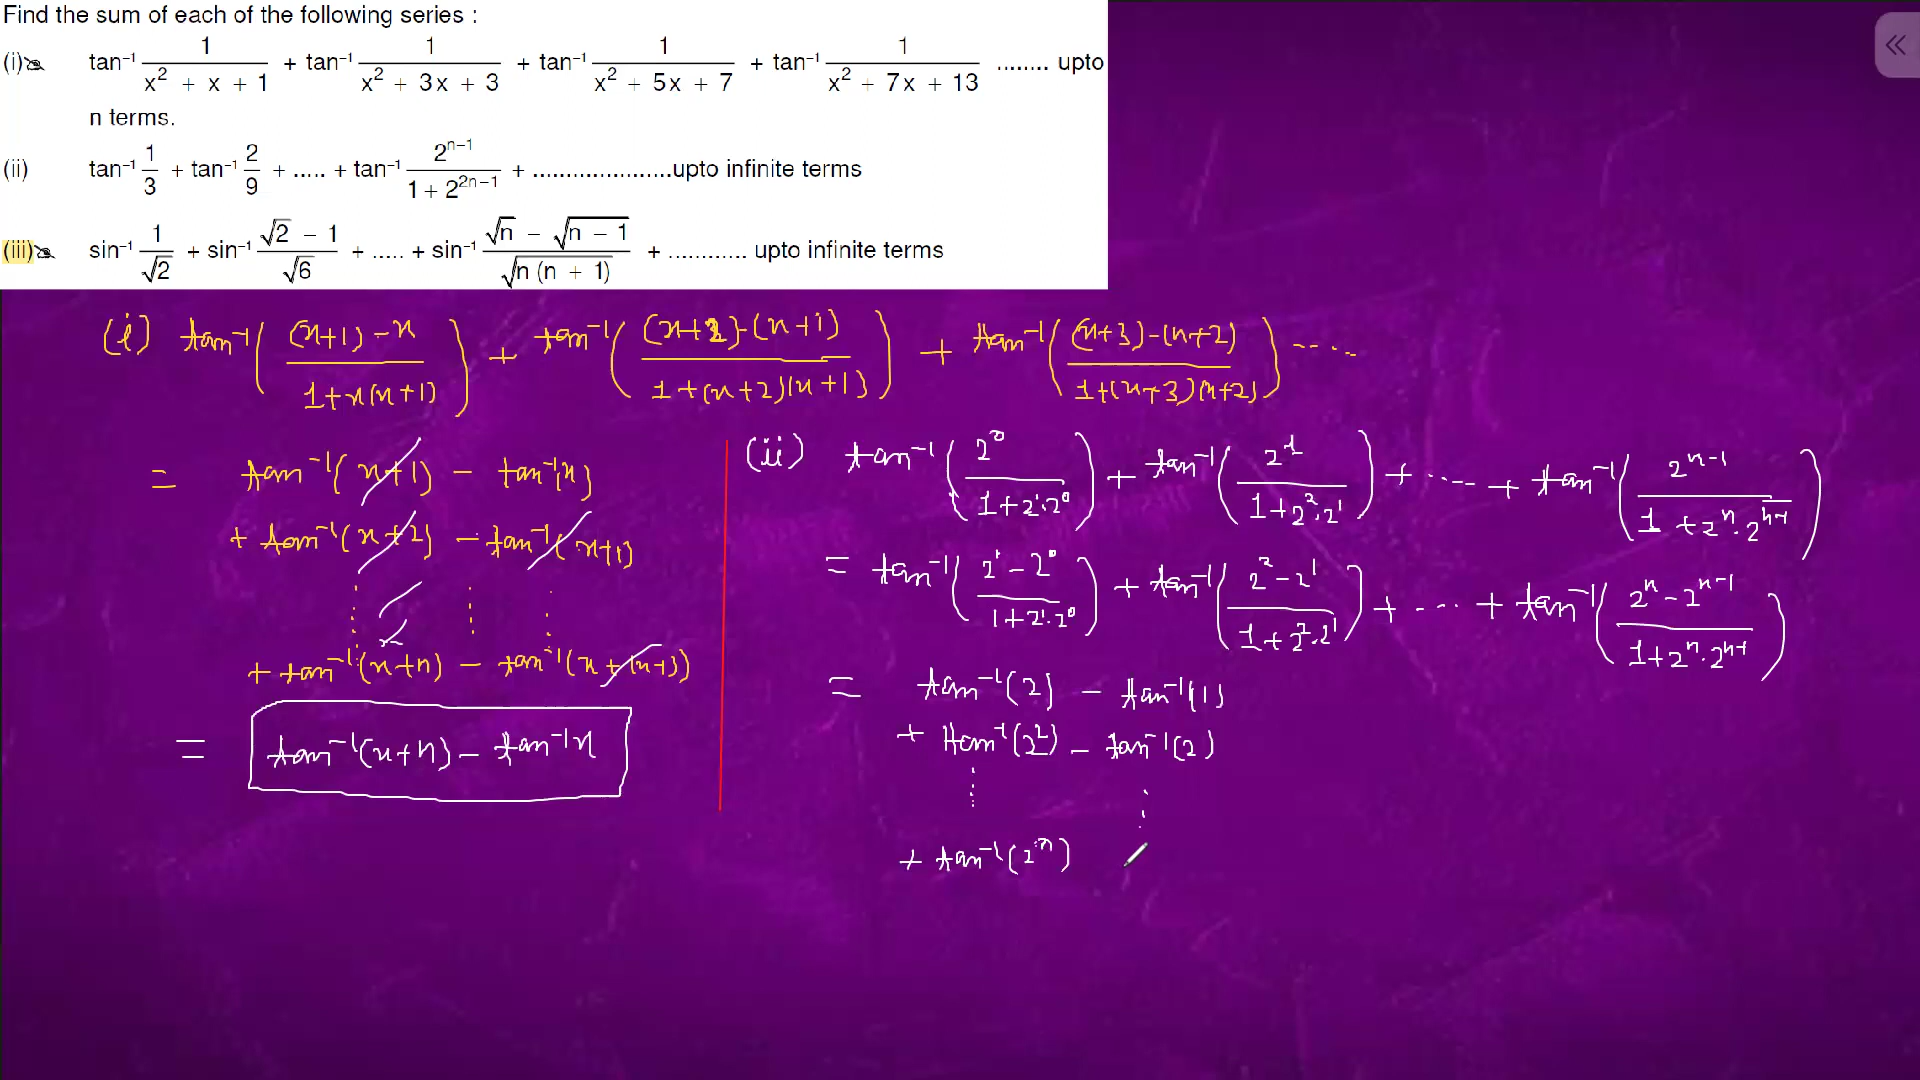 Find the sum of each of the following series :
(i) tan⁻¹ 1/(x² + x + 1) + tan⁻¹ 1/(x² + 3x + 3) + tan⁻¹ 1/(x² + 5x + 7) + tan⁻¹ 1/(x² + 7x + 13) ........ upto
n terms.
(ii) tan⁻¹ 1/3 + tan⁻¹ 2/9 + ..... + tan⁻¹ 2ⁿ⁻¹/(1 + 2²ⁿ⁻¹) + .....................upto infinite terms
(iii) sin⁻¹ 1/√2 + sin⁻¹ (√2 − 1)/√6 + ..... + sin⁻¹ (√n − √(n − 1))/√(n (n + 1)) + ............ upto infinite terms
(i) tan⁻¹( ((x+1)−x)/(1+x(x+1)) ) + tan⁻¹( ((x+2)−(x+1))/(1+(x+2)(x+1)) ) + tan⁻¹( ((x+3)−(x+2))/(1+(x+3)(x+2)) ) .....
= tan⁻¹(x+1) − tan⁻¹(x)
+ tan⁻¹(x+2) − tan⁻¹(x+1)
+ tan⁻¹(x+n) − tan⁻¹(x+(n-1))
= tan⁻¹(x+n) − tan⁻¹x
(ii) tan⁻¹( 2⁰/(1+2¹·2⁰) ) + tan⁻¹( 2¹/(1+2²·2¹) ) + ..... + tan⁻¹( 2ⁿ⁻¹/(1+2ⁿ·2ⁿ⁻¹) )
= tan⁻¹( (2¹−2⁰)/(1+2¹·2⁰) ) + tan⁻¹( (2²−2¹)/(1+2²·2¹) ) + ... + tan⁻¹( (2ⁿ−2ⁿ⁻¹)/(1+2ⁿ·2ⁿ⁻¹) )
= tan⁻¹(2) − tan⁻¹(1)
+ tan⁻¹(2²) − tan⁻¹(2)
+ tan⁻¹(2ⁿ)